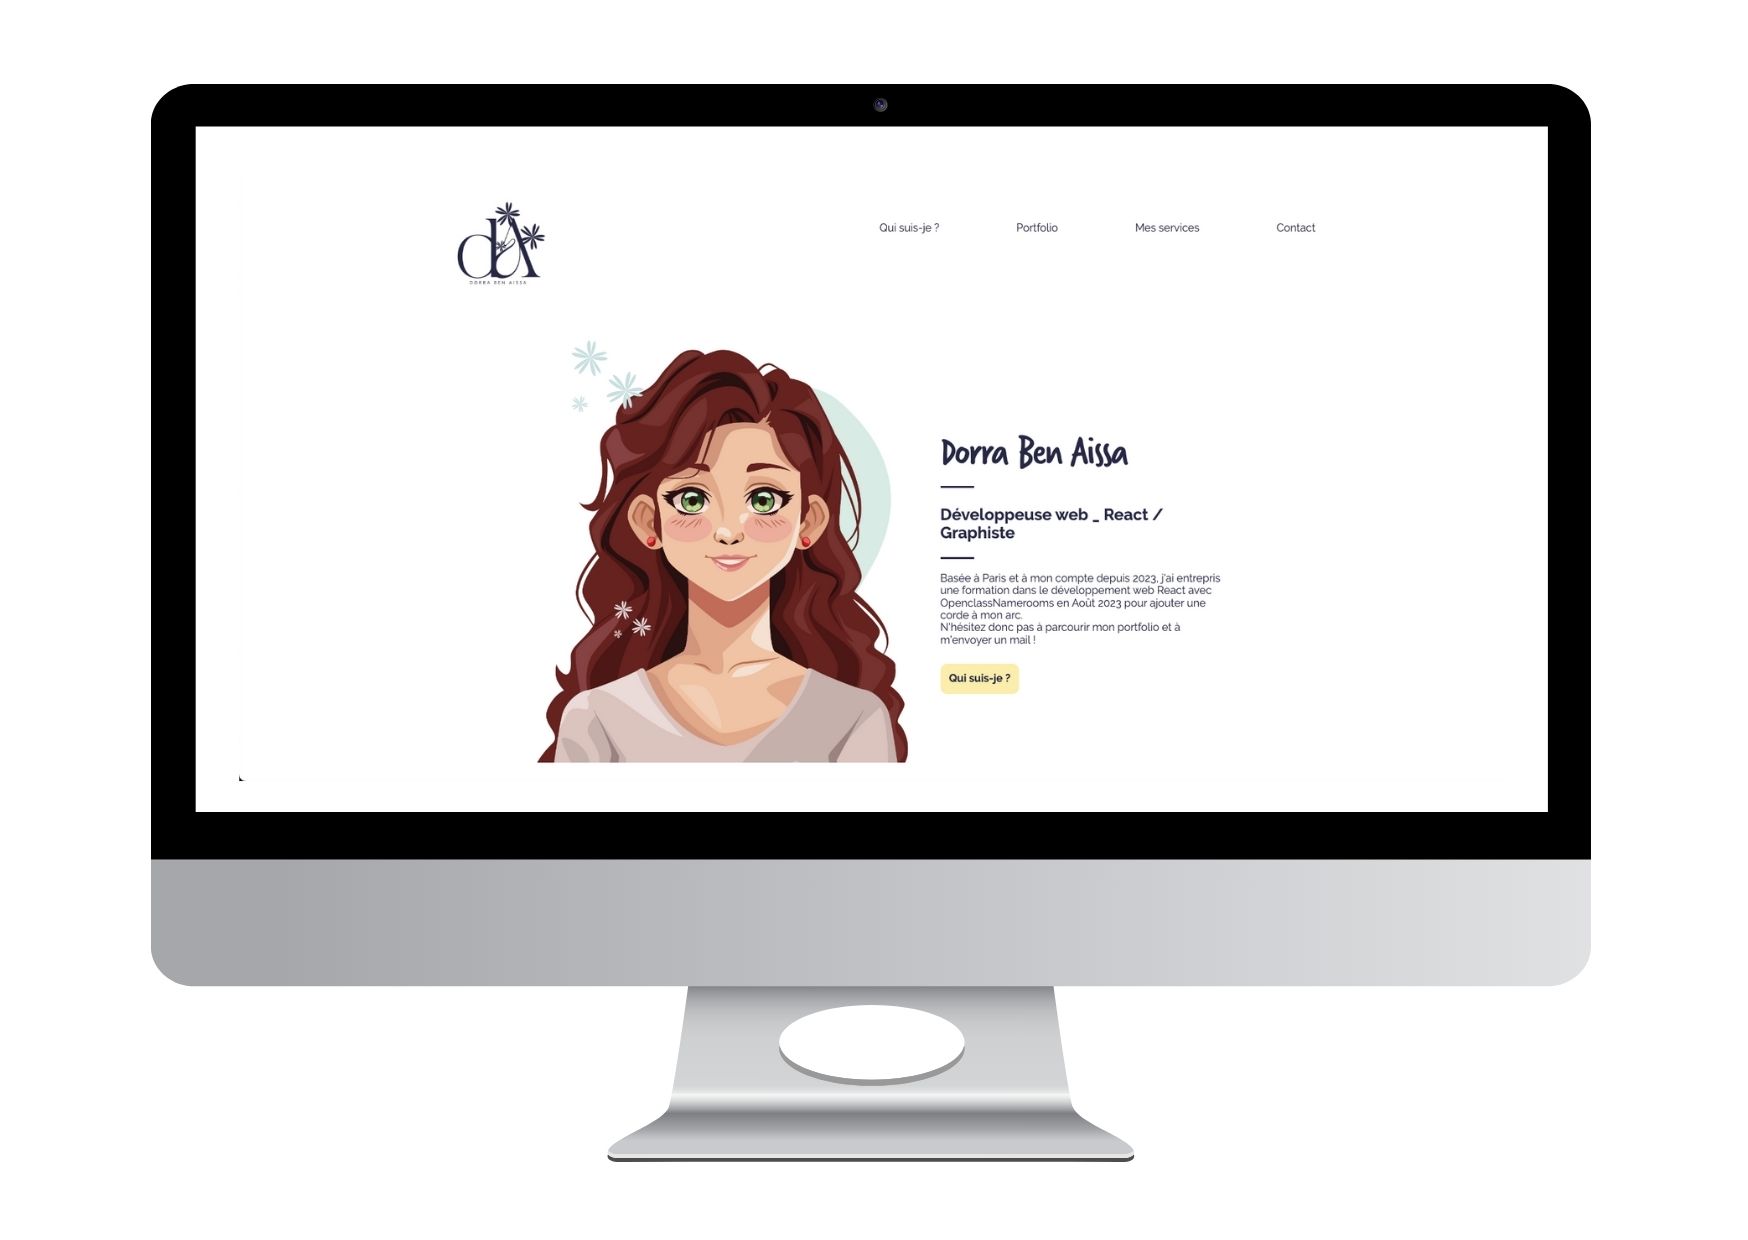 dA
DORRA BEN AISSA
Qui suis-je ?
Portfolio
Mes services
Contact
Dorra Ben Aissa
Développeuse web _ React /
Graphiste
Basée à Paris et à mon compte depuis 2023, j'ai entrepris
une formation dans le développement web React avec
OpenclassNamerooms en Août 2023 pour ajouter une
corde à mon arc.
N'hésitez donc pas à parcourir mon portfolio et à
m'envoyer un mail !
Qui suis-je ?